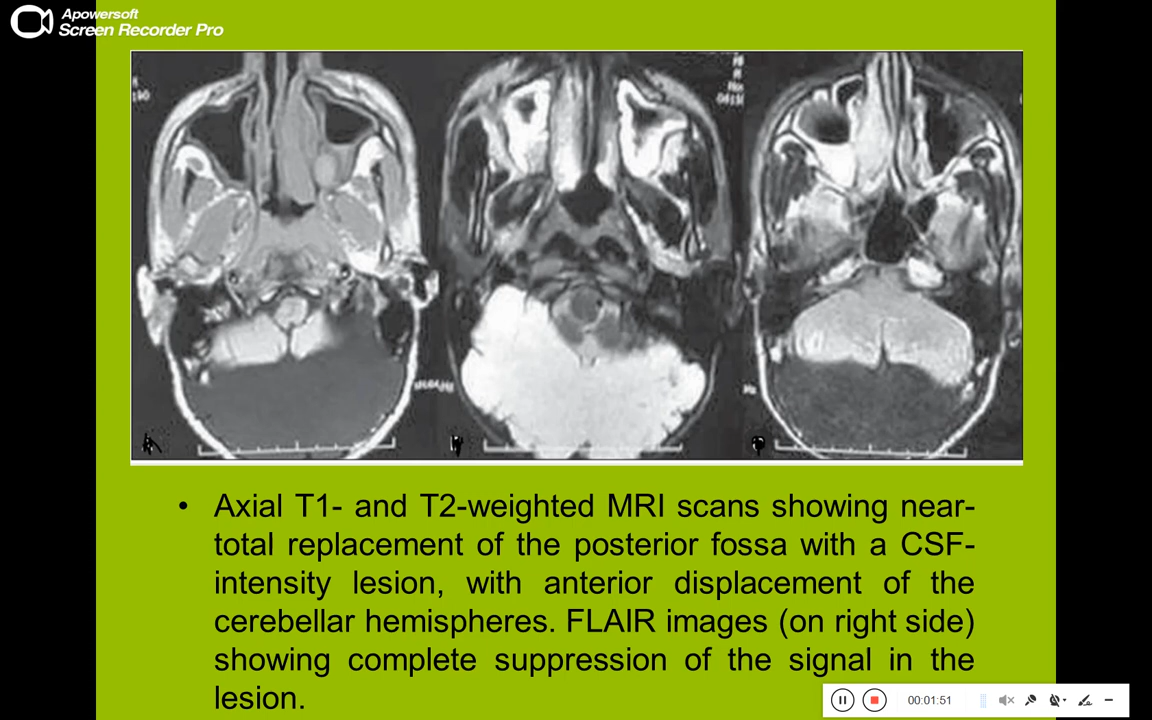 Apowersoft
Screen Recorder Pro
• Axial T1- and T2-weighted MRI scans showing near-
total replacement of the posterior fossa with a CSF-
intensity lesion, with anterior displacement of the
cerebellar hemispheres. FLAIR images (on right side)
showing complete suppression of the signal in the
lesion.
00:01:51